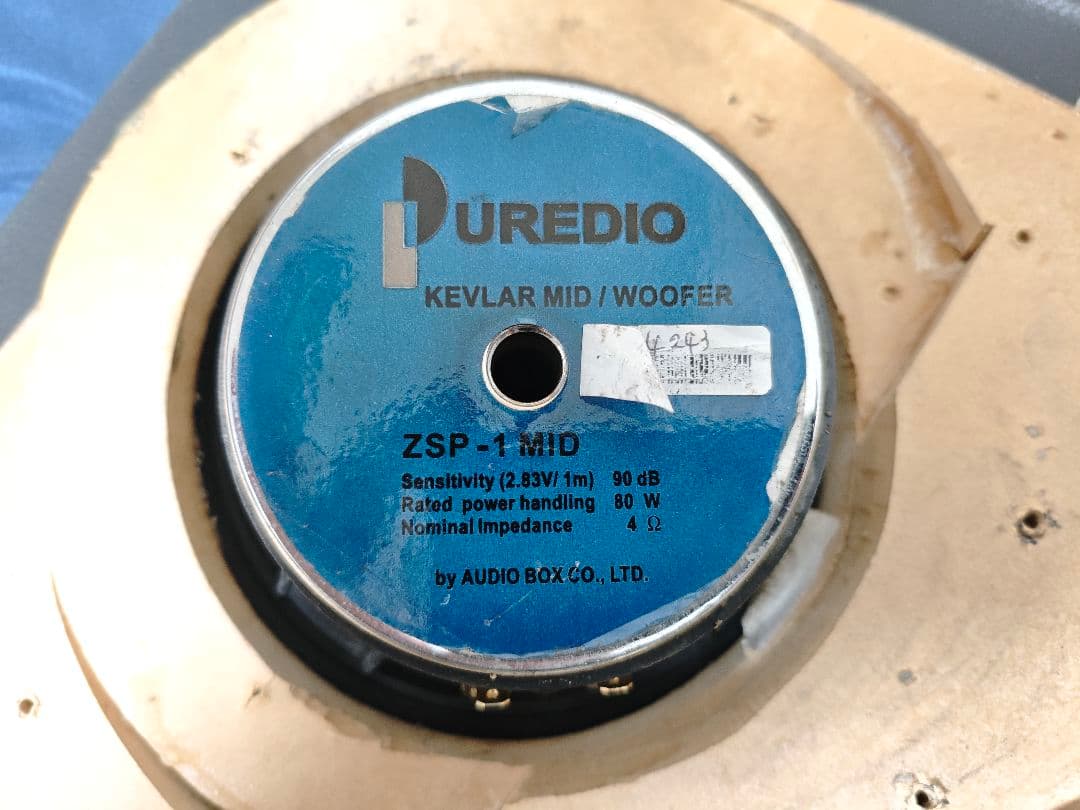 PUREDIO
KEVLAR MID / WOOFER
4243
ZSP-1 MID
Sensitivity (2.83V/ 1m) 90 dB
Rated power handling 80 W
Nominal Impedance 4 Ω
by AUDIO BOX CO., LTD.